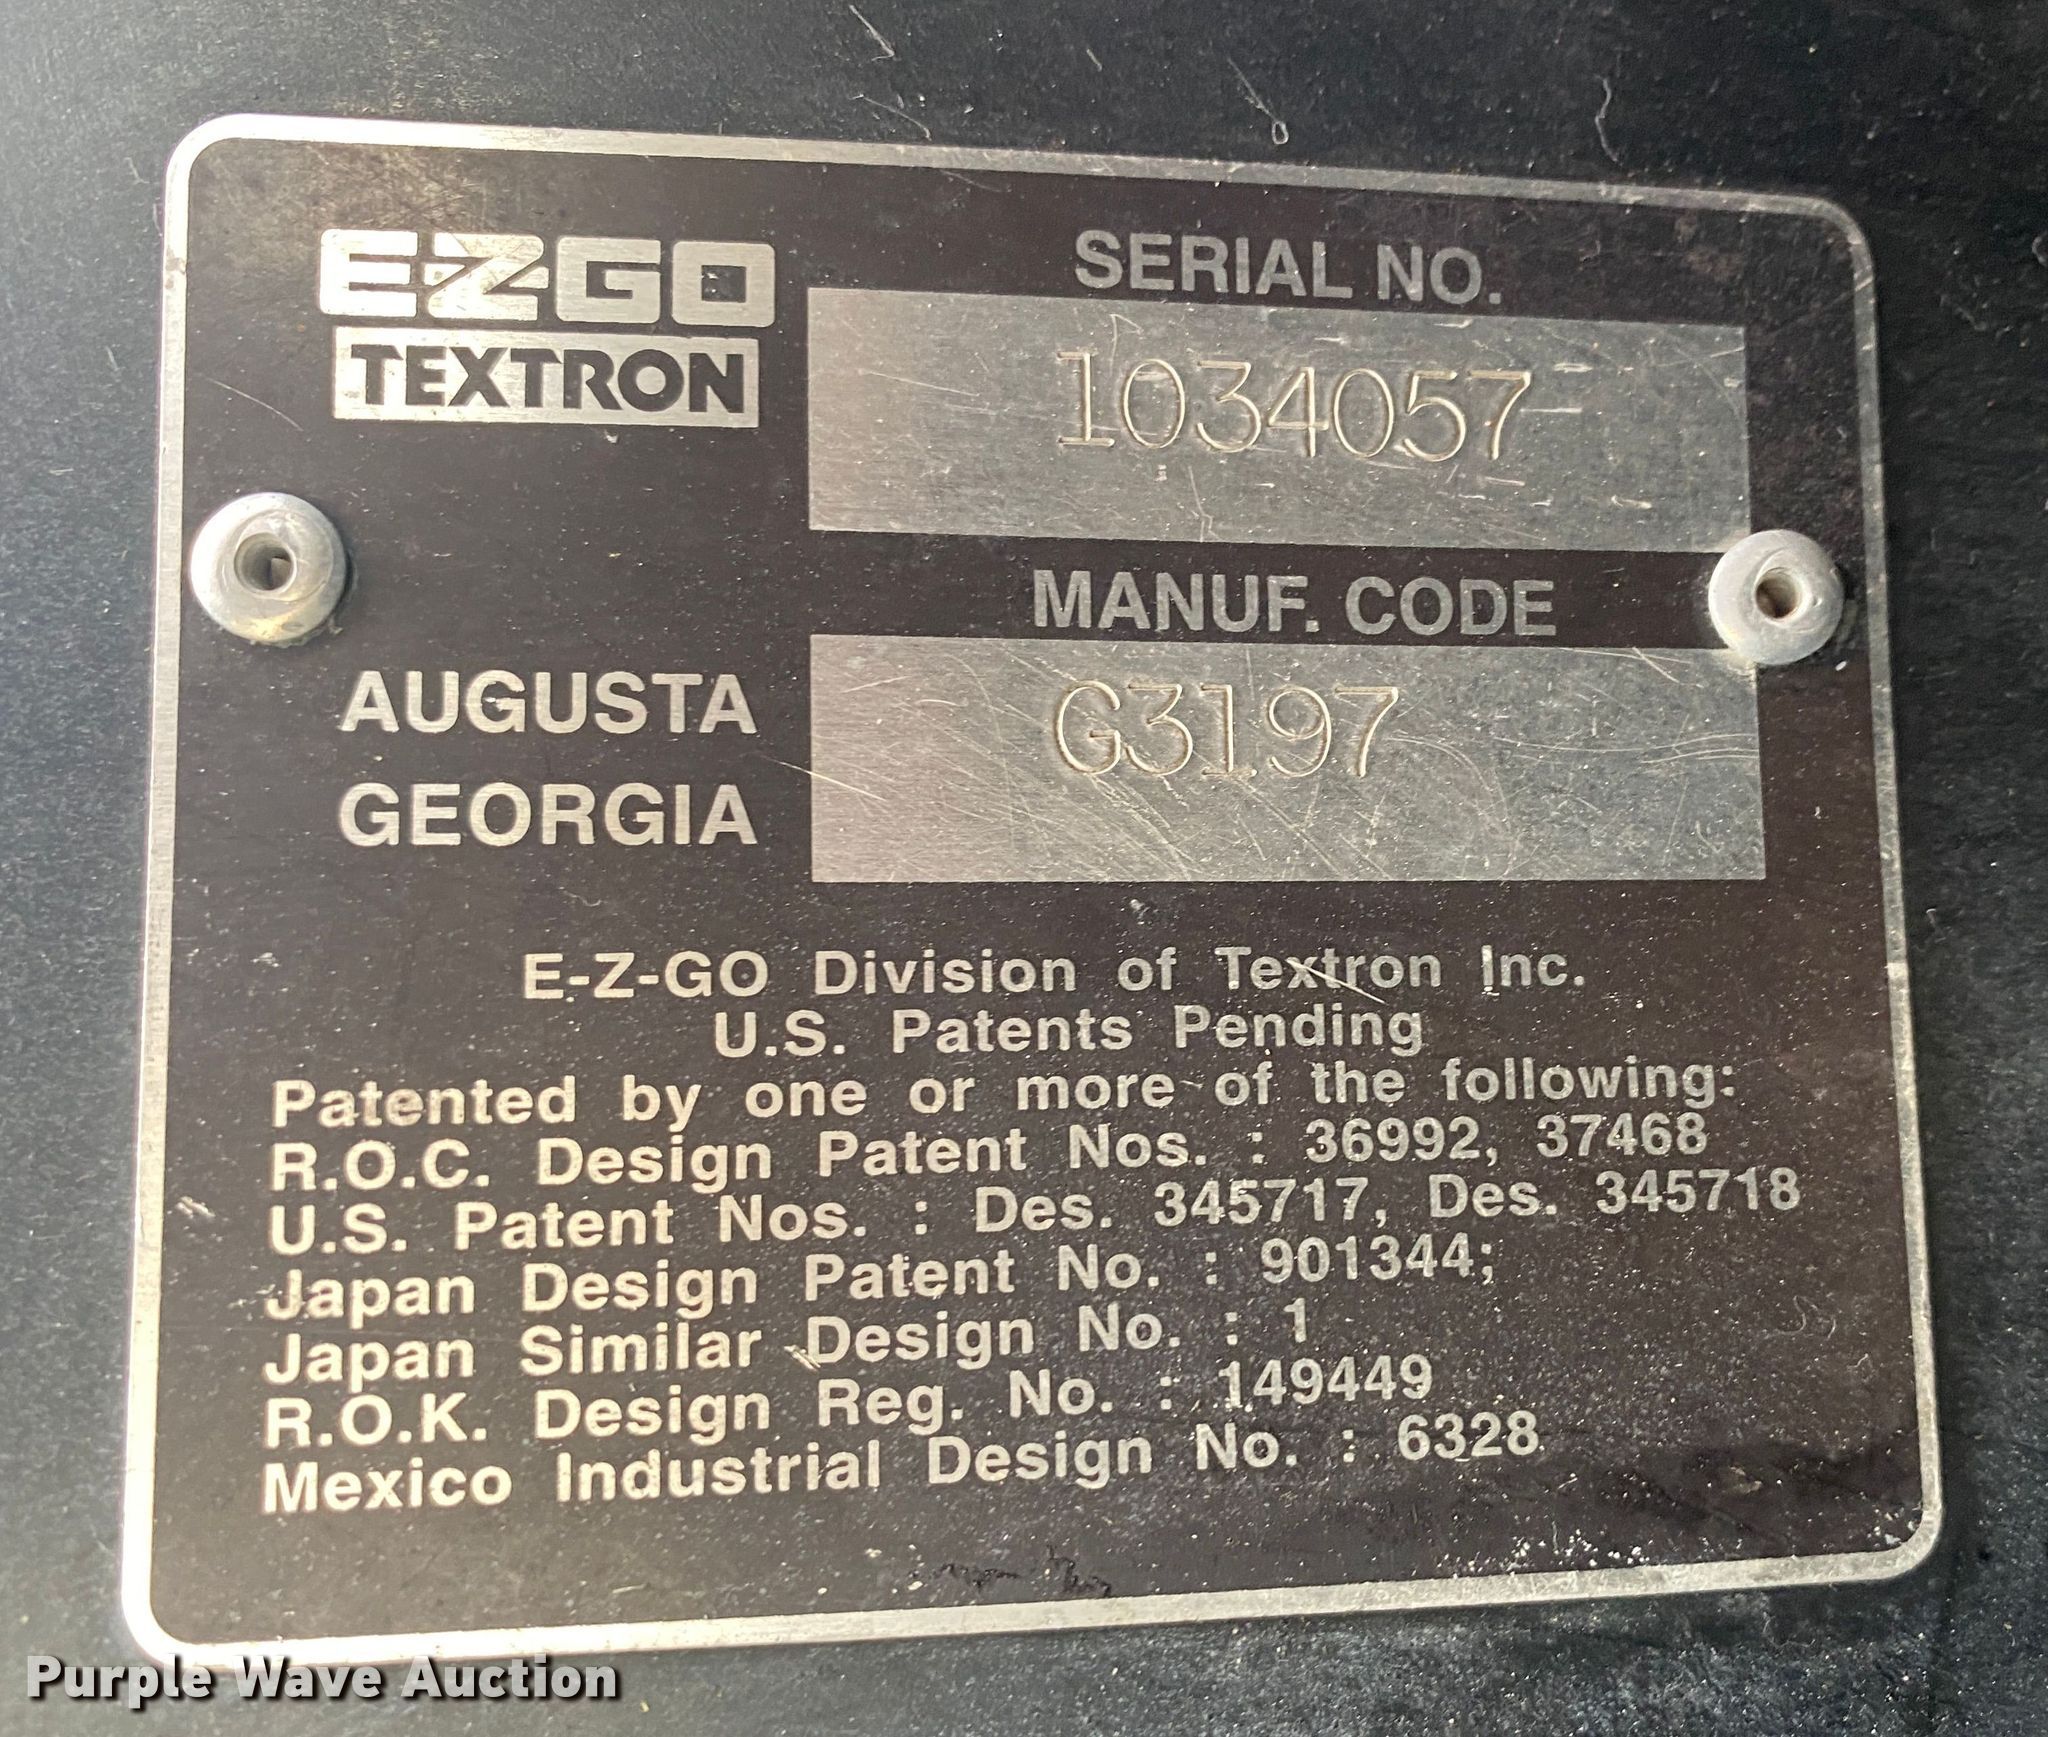 E-Z-GO
TEXTRON
SERIAL NO.
1034057
MANUF. CODE
G3197
AUGUSTA
GEORGIA
E-Z-GO Division of Textron Inc.
U.S. Patents Pending
Patented by one or more of the following:
R.O.C. Design Patent Nos. : 36992, 37468
U.S. Patent Nos. : Des. 345717, Des. 345718
Japan Design Patent No. : 901344;
Japan Similar Design No. : 1
R.O.K. Design Reg. No. : 149449
Mexico Industrial Design No. : 6328
Purple Wave Auction